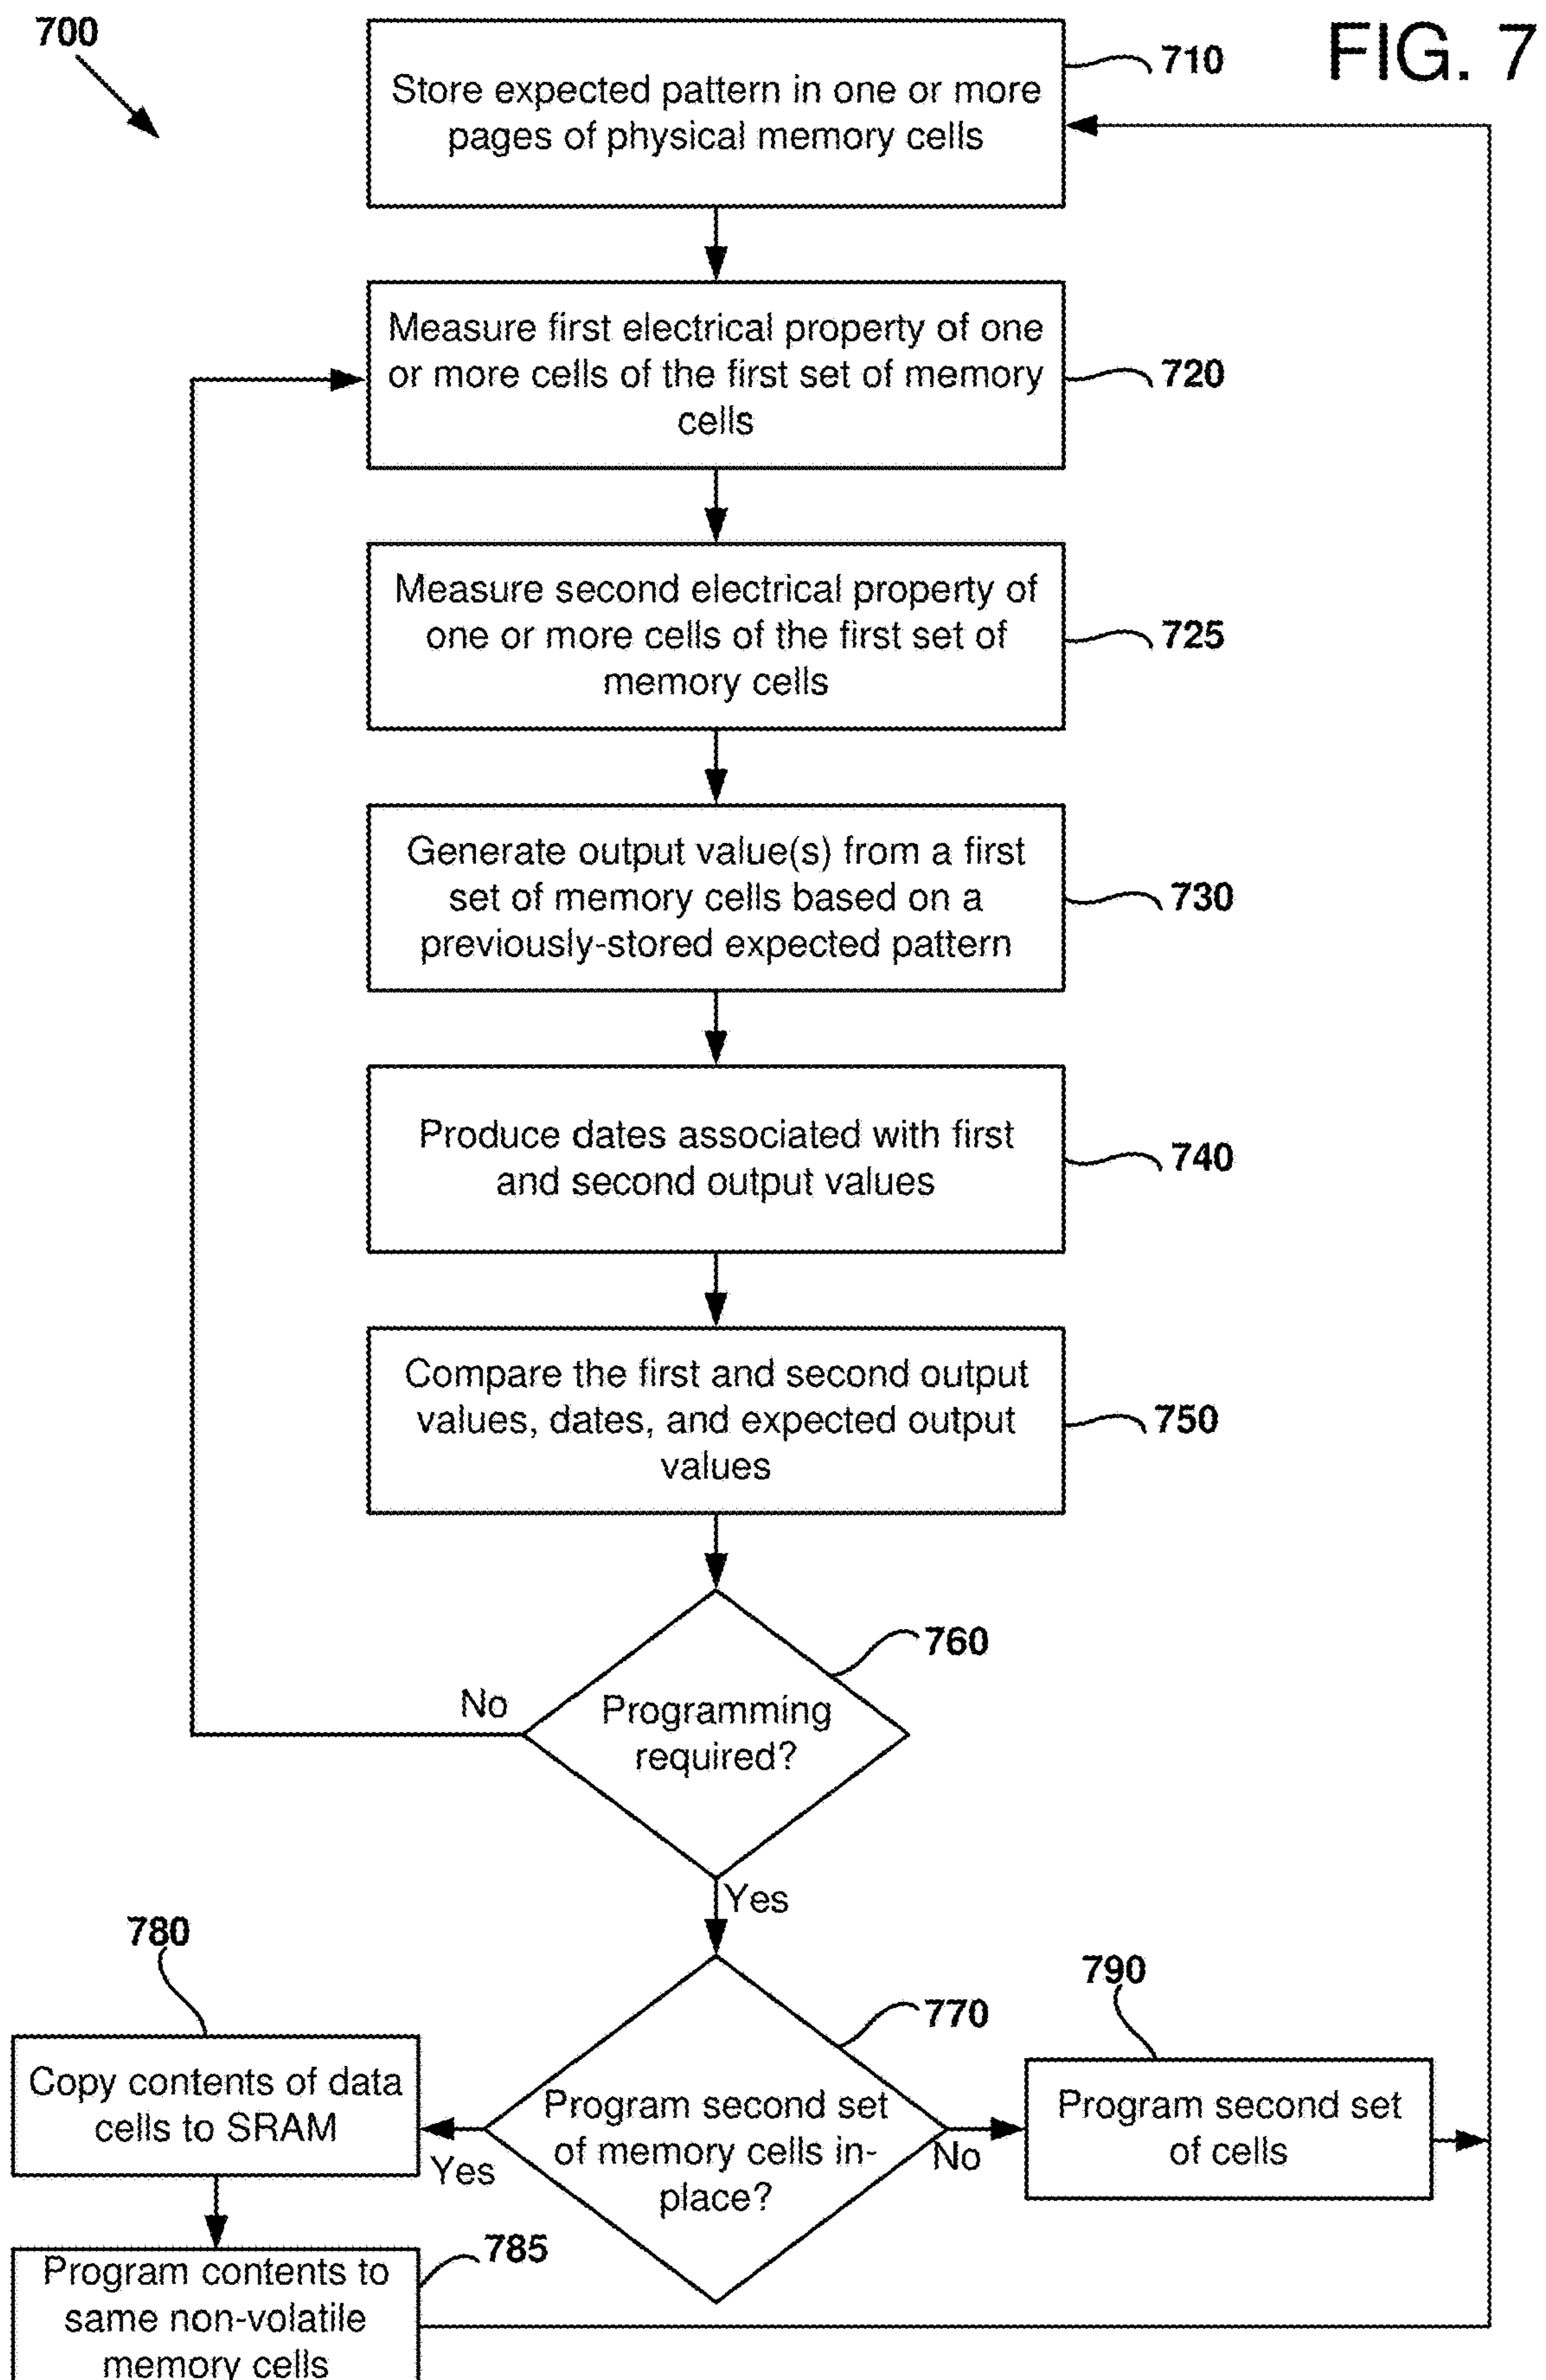 700
FIG. 7
Store expected pattern in one or more
pages of physical memory cells
710
Measure first electrical property of one
or more cells of the first set of memory
cells
720
Measure second electrical property of
one or more cells of the first set of
memory cells
725
Generate output value(s) from a first
set of memory cells based on a
previously-stored expected pattern
730
Produce dates associated with first
and second output values
740
Compare the first and second output
values, dates, and expected output
values
750
760
No
Programming
required?
Yes
780
790
770
Copy contents of data
cells to SRAM
Yes
Program second set
of memory cells in-
place?
No
Program second set
of cells
785
Program contents to
same non-volatile
memory cells